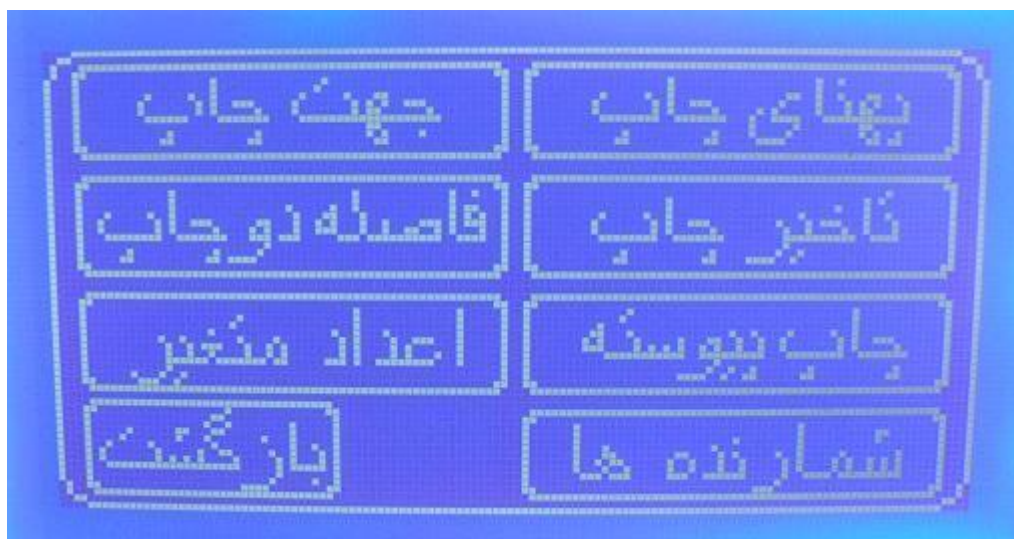 پهنای چاپ جهت چاپ
تاخیر چاپ فاصله دو چاپ
چاپ پیوسته اعداد متغیر
شمارنده ها بازگشت